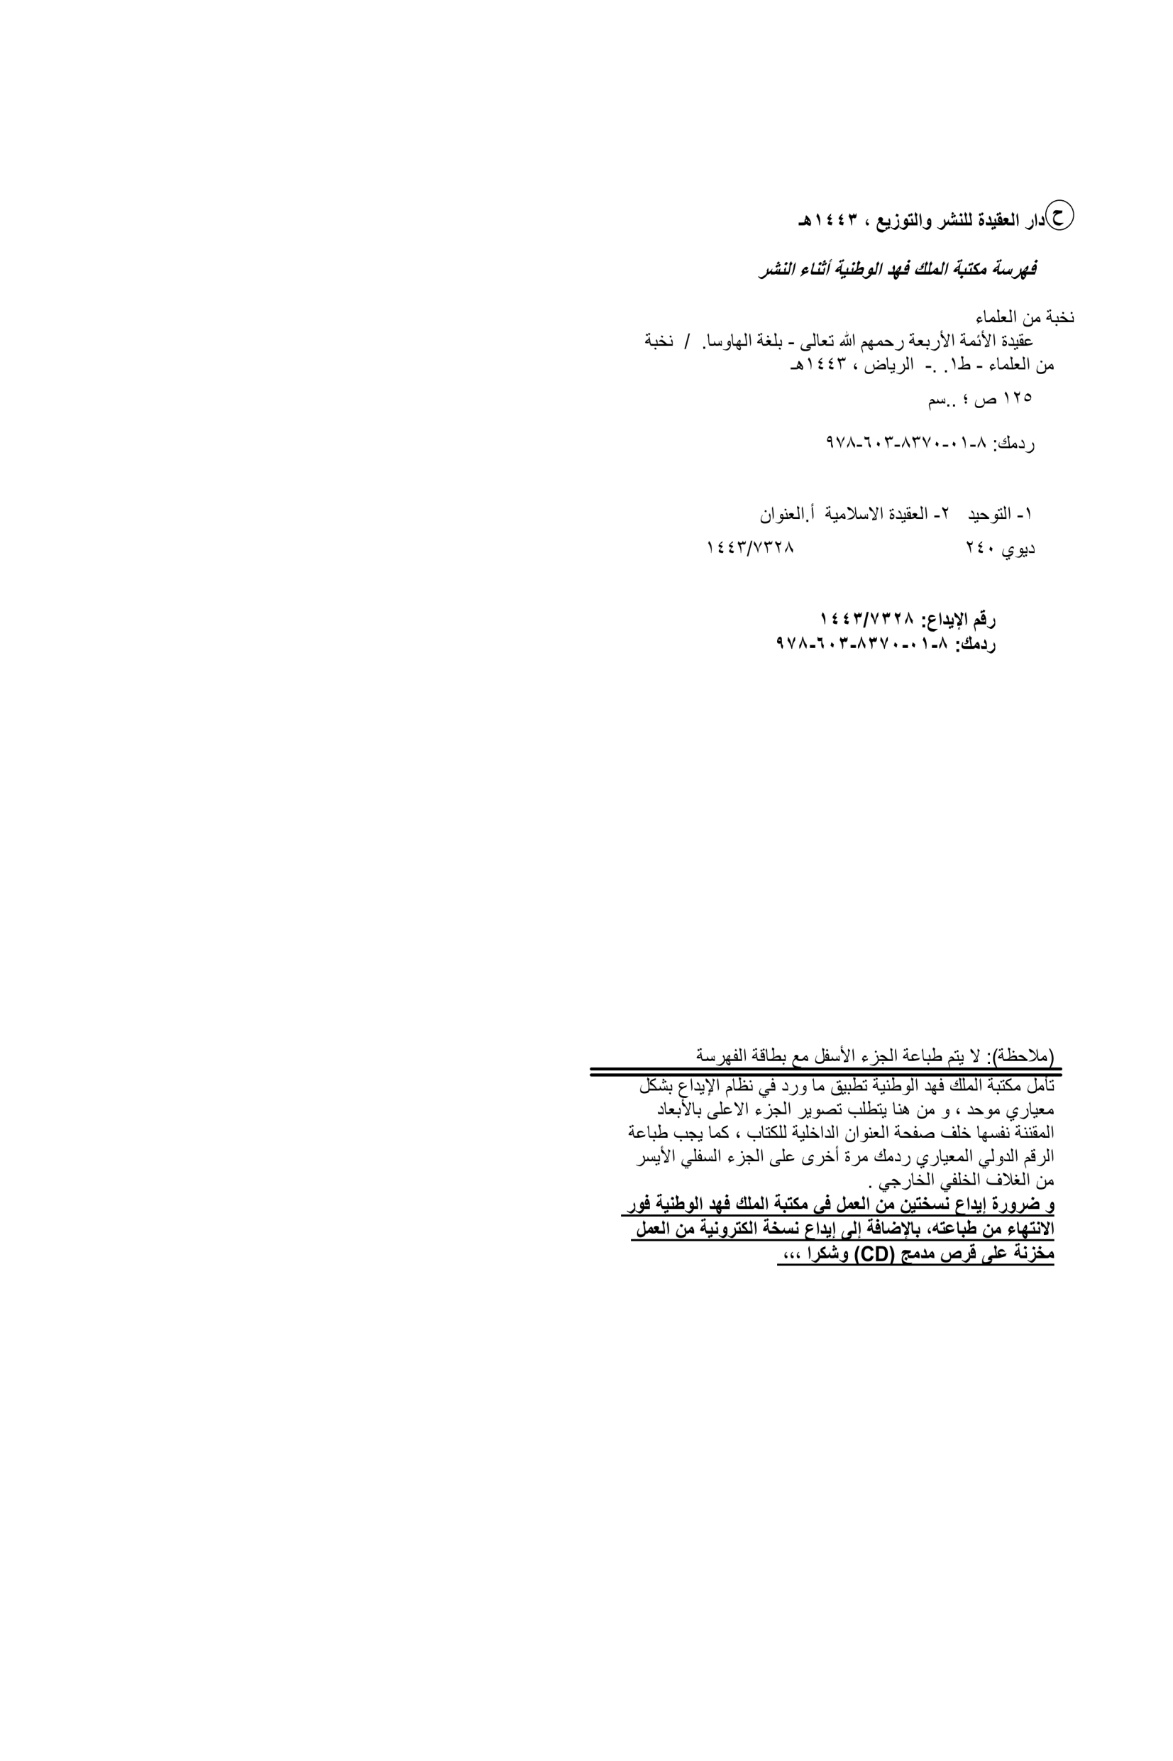 ح دار العقيدة للنشر والتوزيع ، ١٤٤٣هـ
فهرسة مكتبة الملك فهد الوطنية أثناء النشر
نخبة من العلماء
عقيدة الأئمة الأربعة رحمهم الله تعالى - بلغة الهاوسا. / نخبة
من العلماء - ط١. .- الرياض ، ١٤٤٣هـ
١٢٥ ص ؛ ..سم
ردمك: ٨-٠١-٨٣٧٠-٦٠٣-٩٧٨
١- التوحيد ٢- العقيدة الاسلامية أ.العنوان
ديوي ٢٤٠ ١٤٤٣/٧٣٢٨
رقم الإيداع: ١٤٤٣/٧٣٢٨
ردمك: ٨-٠١-٨٣٧٠-٦٠٣-٩٧٨
(ملاحظة): لا يتم طباعة الجزء الأسفل مع بطاقة الفهرسة
تأمل مكتبة الملك فهد الوطنية تطبيق ما ورد في نظام الإيداع بشكل
معياري موحد ، و من هنا يتطلب تصوير الجزء الاعلى بالأبعاد
المقننة نفسها خلف صفحة العنوان الداخلية للكتاب ، كما يجب طباعة
الرقم الدولي المعياري ردمك مرة أخرى على الجزء السفلي الأيسر
من الغلاف الخلفي الخارجي .
و ضرورة إيداع نسختين من العمل في مكتبة الملك فهد الوطنية فور
الانتهاء من طباعته، بالإضافة إلى إيداع نسخة الكترونية من العمل
مخزنة على قرص مدمج (CD) وشكرا ،،،